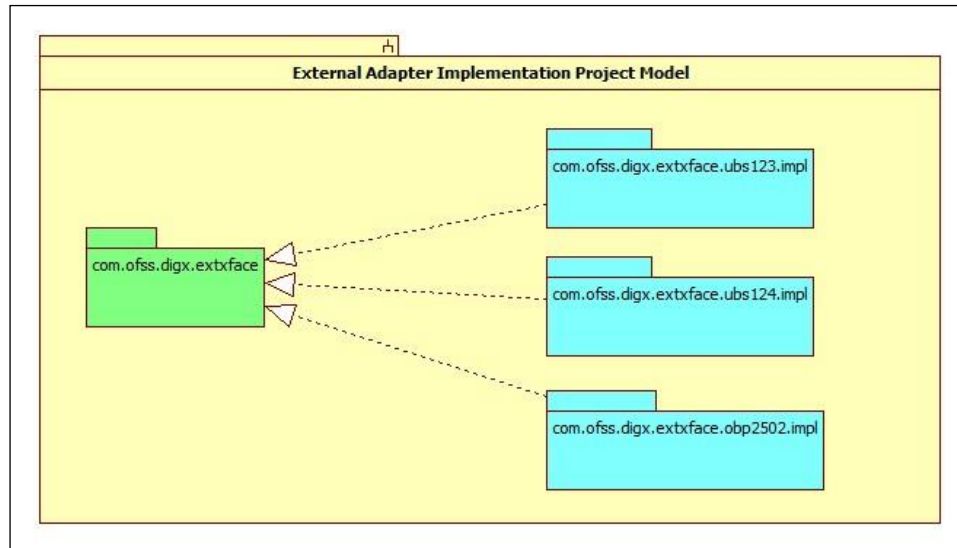 External Adapter Implementation Project Model
com.ofss.digx.extxface.ubs123.impl
com.ofss.digx.extxface
com.ofss.digx.extxface.ubs124.impl
com.ofss.digx.extxface.obp2502.impl